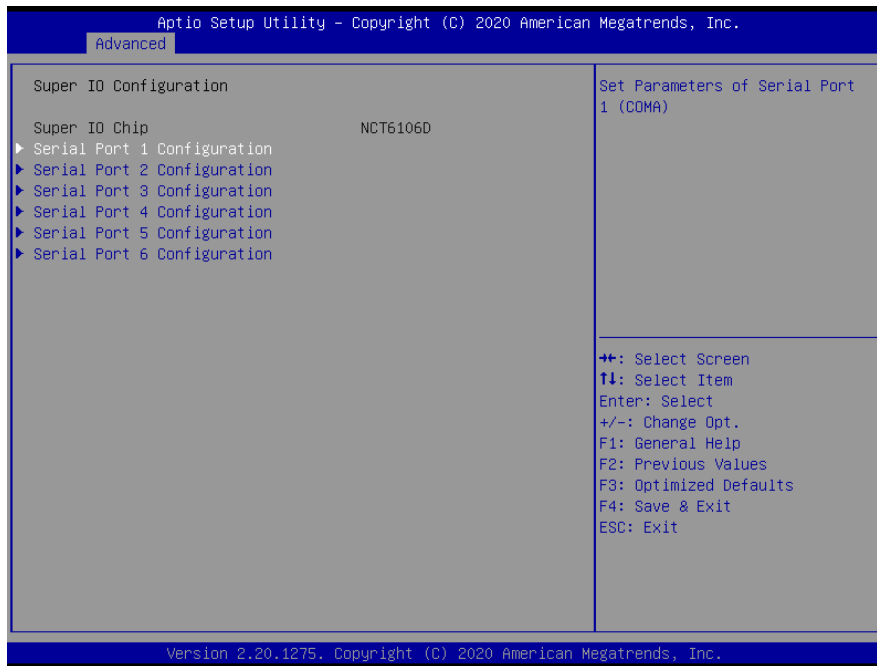 Aptio Setup Utility – Copyright (C) 2020 American Megatrends, Inc.
Advanced
Super IO Configuration
Super IO Chip NCT6106D
Serial Port 1 Configuration
Serial Port 2 Configuration
Serial Port 3 Configuration
Serial Port 4 Configuration
Serial Port 5 Configuration
Serial Port 6 Configuration
Set Parameters of Serial Port
1 (COMA)
→←: Select Screen
↑↓: Select Item
Enter: Select
+/-: Change Opt.
F1: General Help
F2: Previous Values
F3: Optimized Defaults
F4: Save & Exit
ESC: Exit
Version 2.20.1275. Copyright (C) 2020 American Megatrends, Inc.